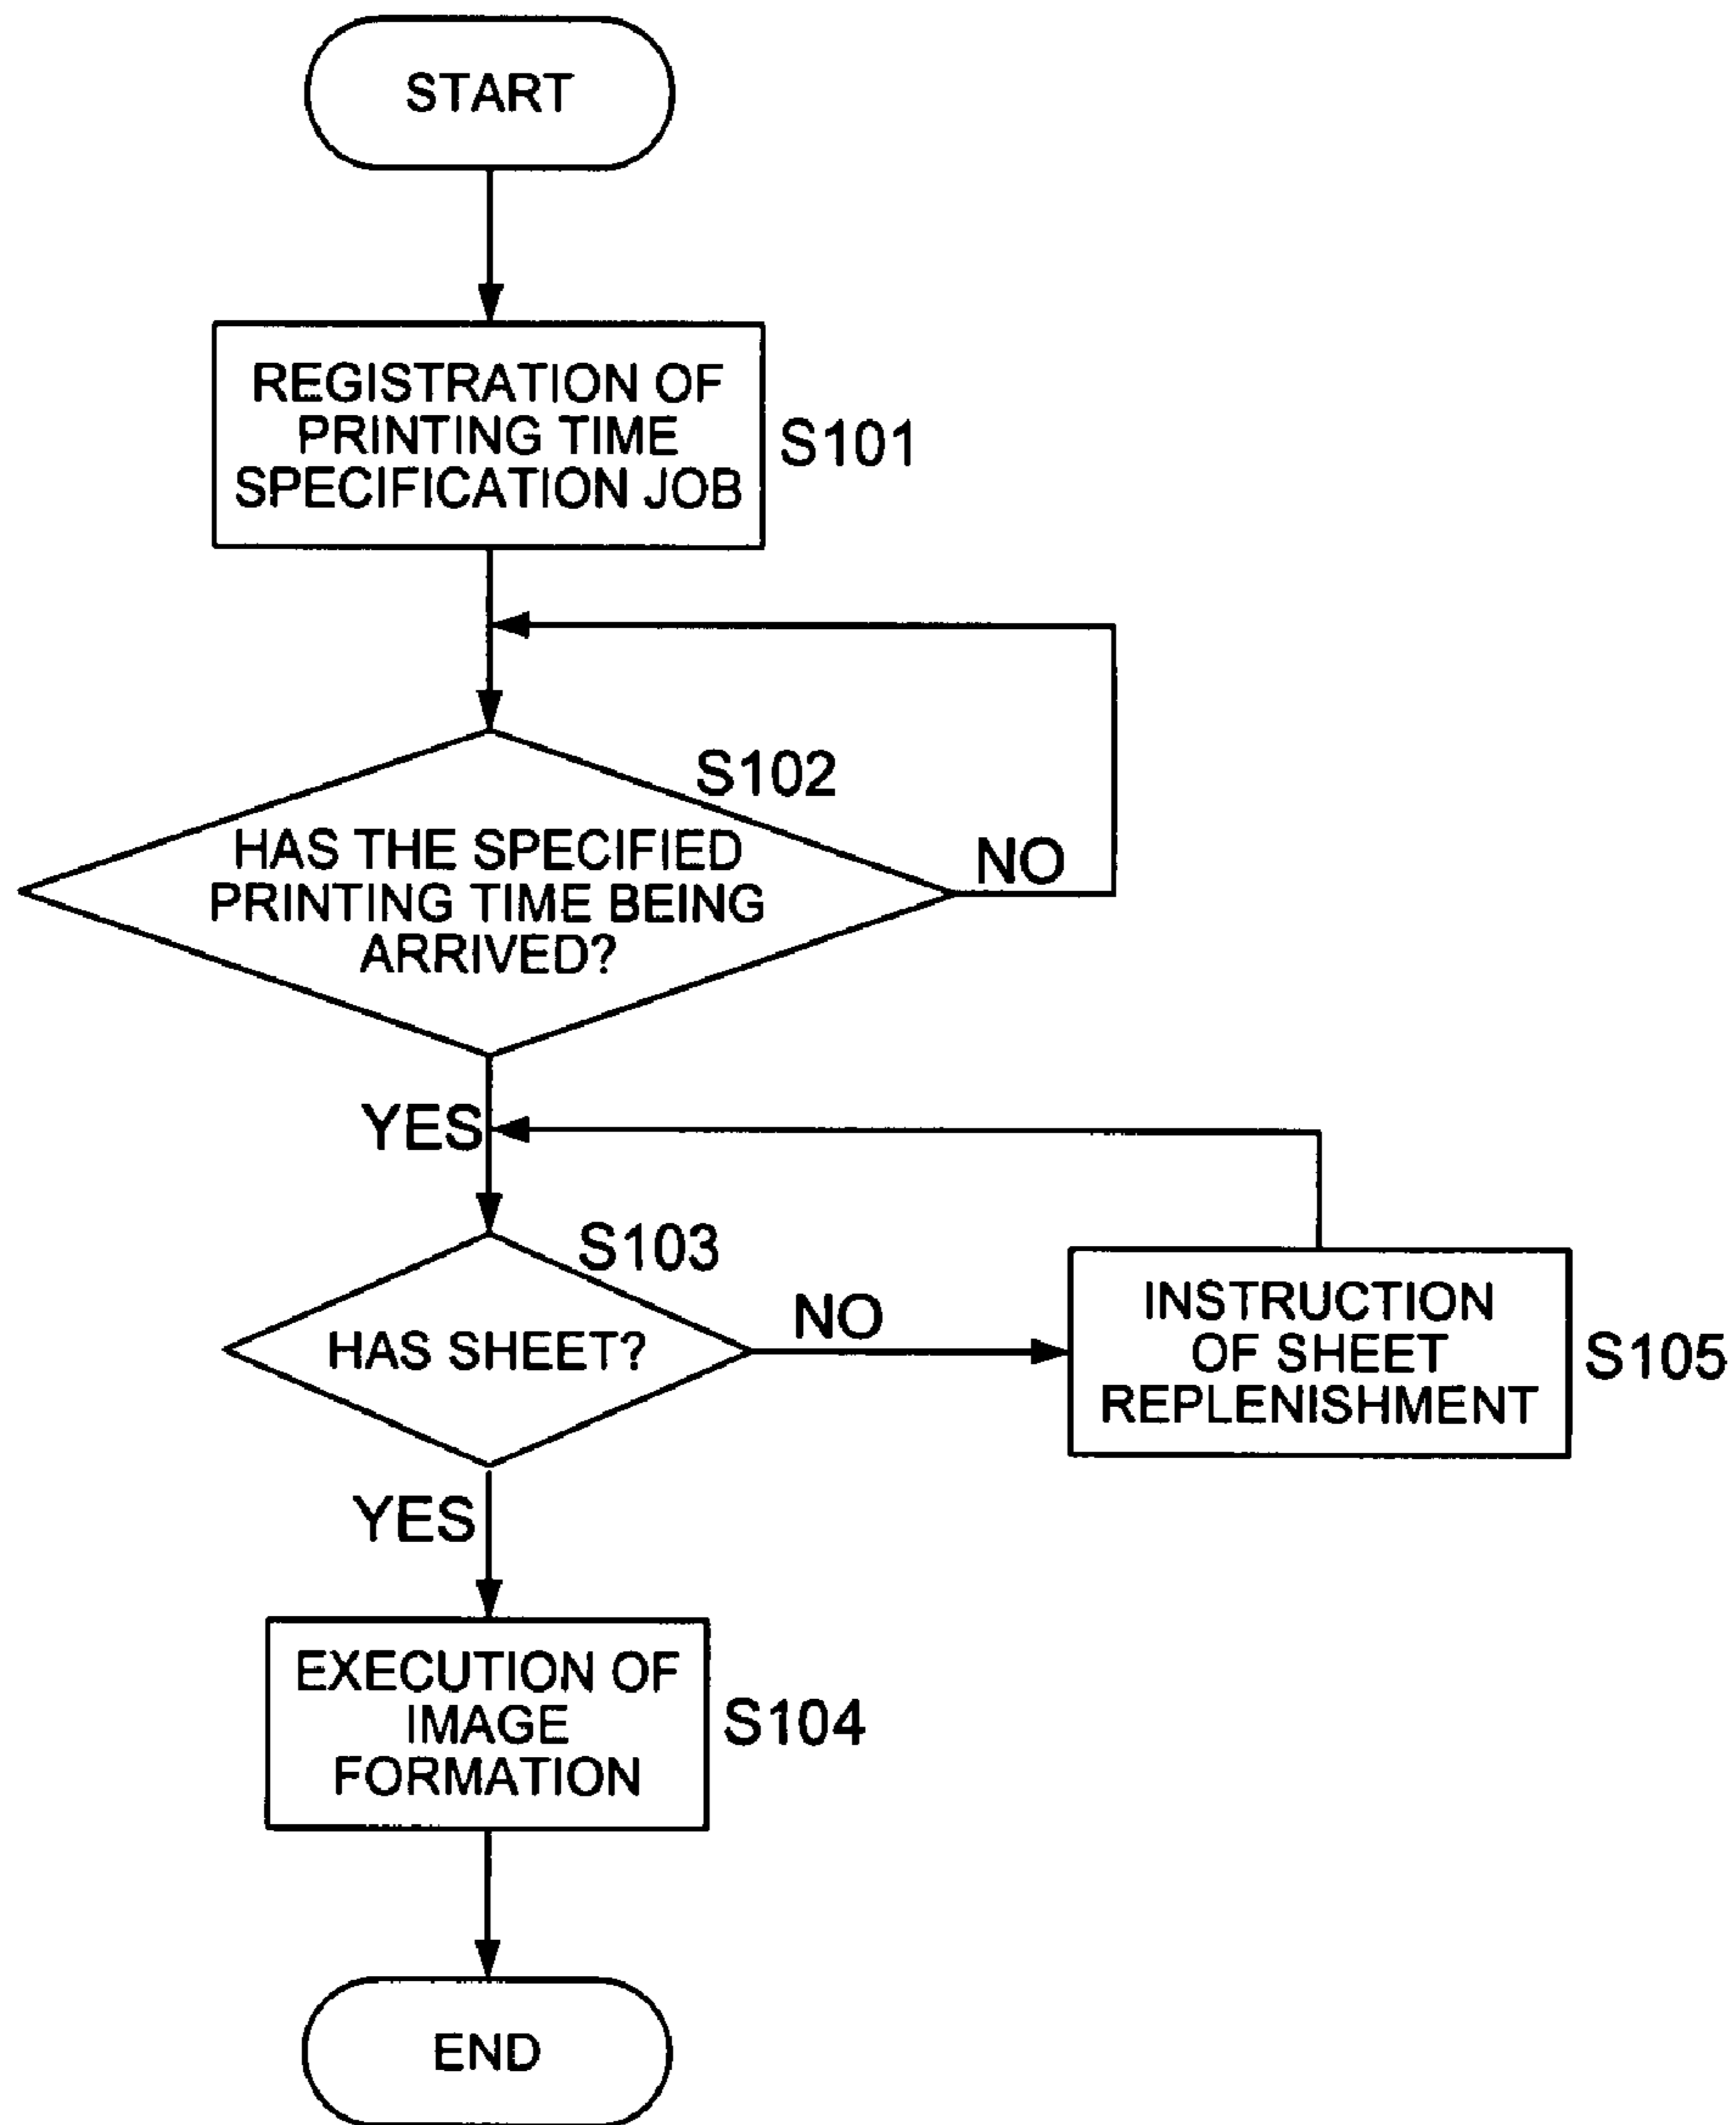 START
REGISTRATION OF
PRINTING TIME
SPECIFICATION JOB
S101
S102
HAS THE SPECIFIED
PRINTING TIME BEING
ARRIVED?
NO
YES
S103
HAS SHEET?
NO
INSTRUCTION
OF SHEET
REPLENISHMENT
S105
YES
EXECUTION OF
IMAGE
FORMATION
S104
END